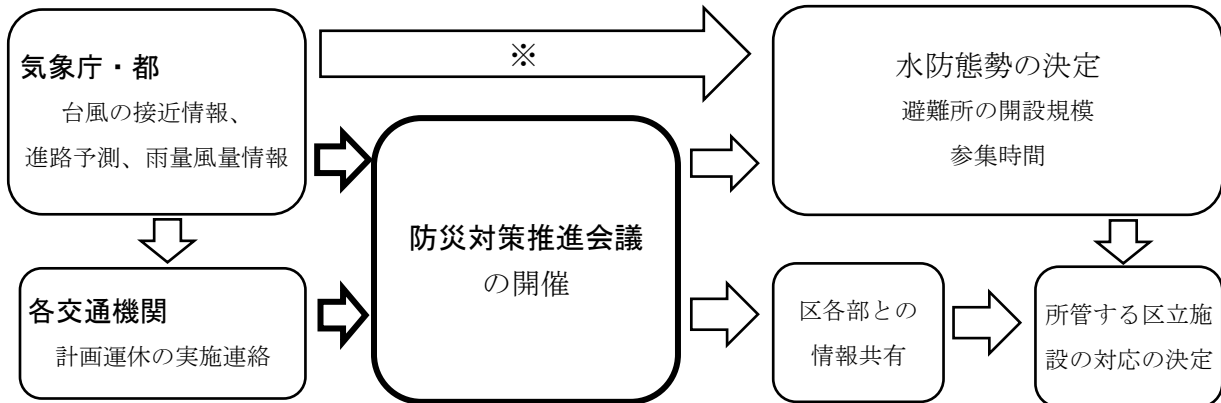 気象庁・都
台風の接近情報、
進路予測、雨量風量情報
※
水防態勢の決定
避難所の開設規模
参集時間
防災対策推進会議
の開催
各交通機関
計画運休の実施連絡
区各部との
情報共有
所管する区立施
設の対応の決定